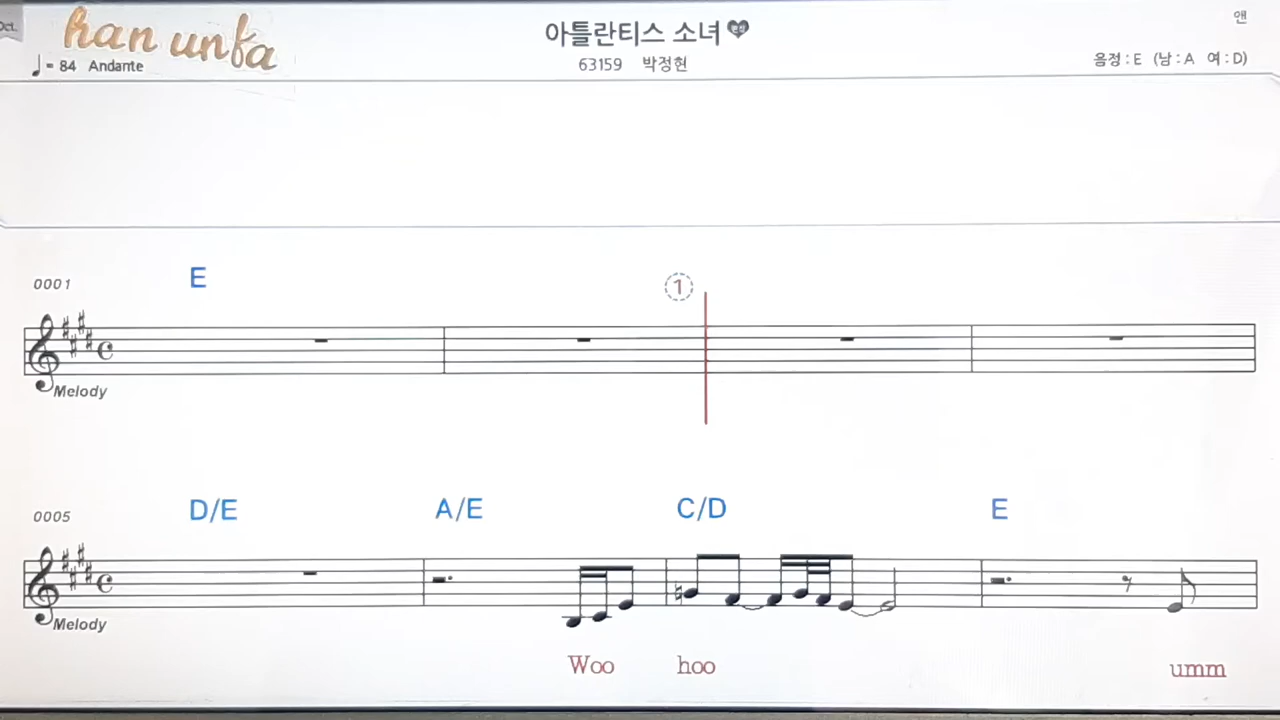 Oct.
han unfa
아틀란티스 소녀
앤
♩= 84 Andante
63159 박정현
음정 : E (남 : A 여 : D)
0001
E
1
Melody
0005
D/E A/E C/D E
Melody
Woo hoo umm